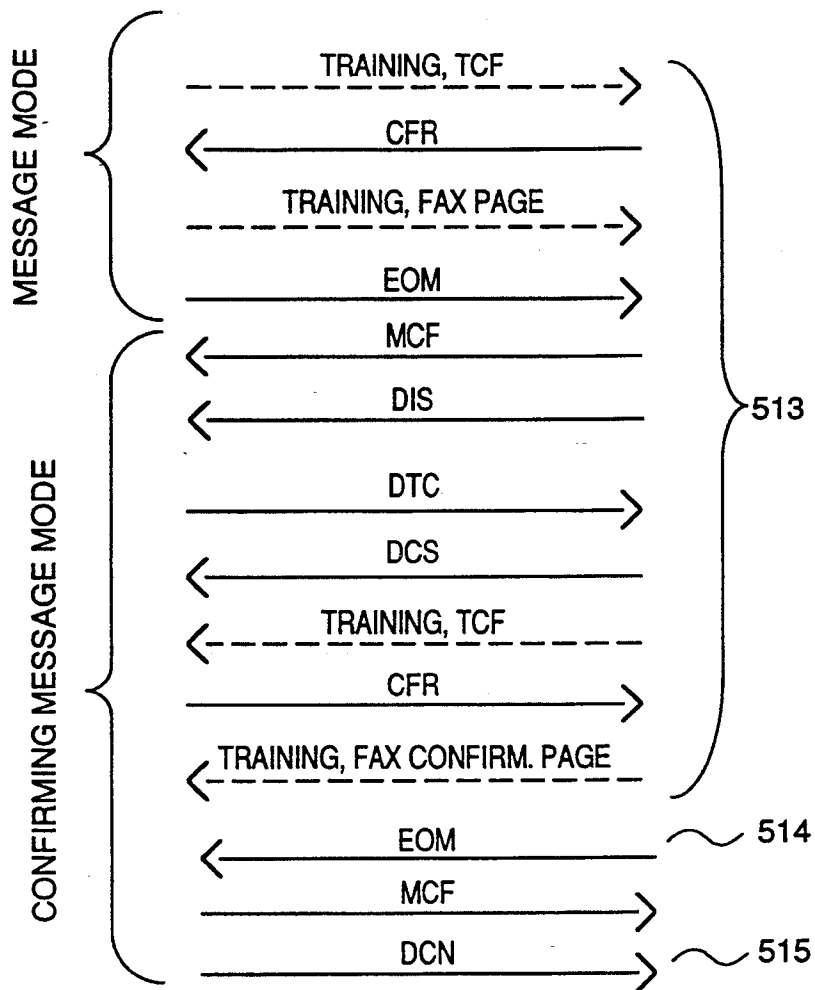 MESSAGE MODE
TRAINING, TCF
CFR
TRAINING, FAX PAGE
EOM
MCF
DIS
513
DTC
DCS
CONFIRMING MESSAGE MODE
TRAINING, TCF
CFR
TRAINING, FAX CONFIRM. PAGE
EOM
514
MCF
DCN
515